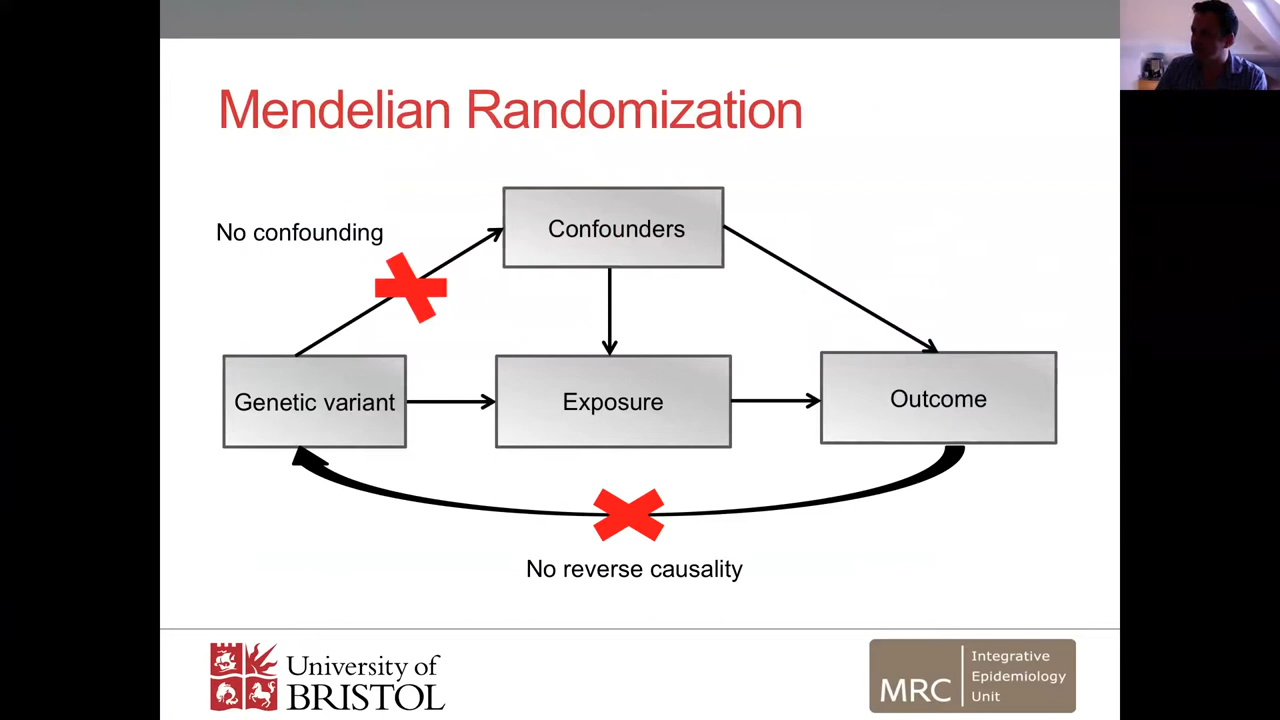 Mendelian Randomization
No confounding
Confounders
Genetic variant
Exposure
Outcome
No reverse causality
University of
BRISTOL
MRC
Integrative
Epidemiology
Unit